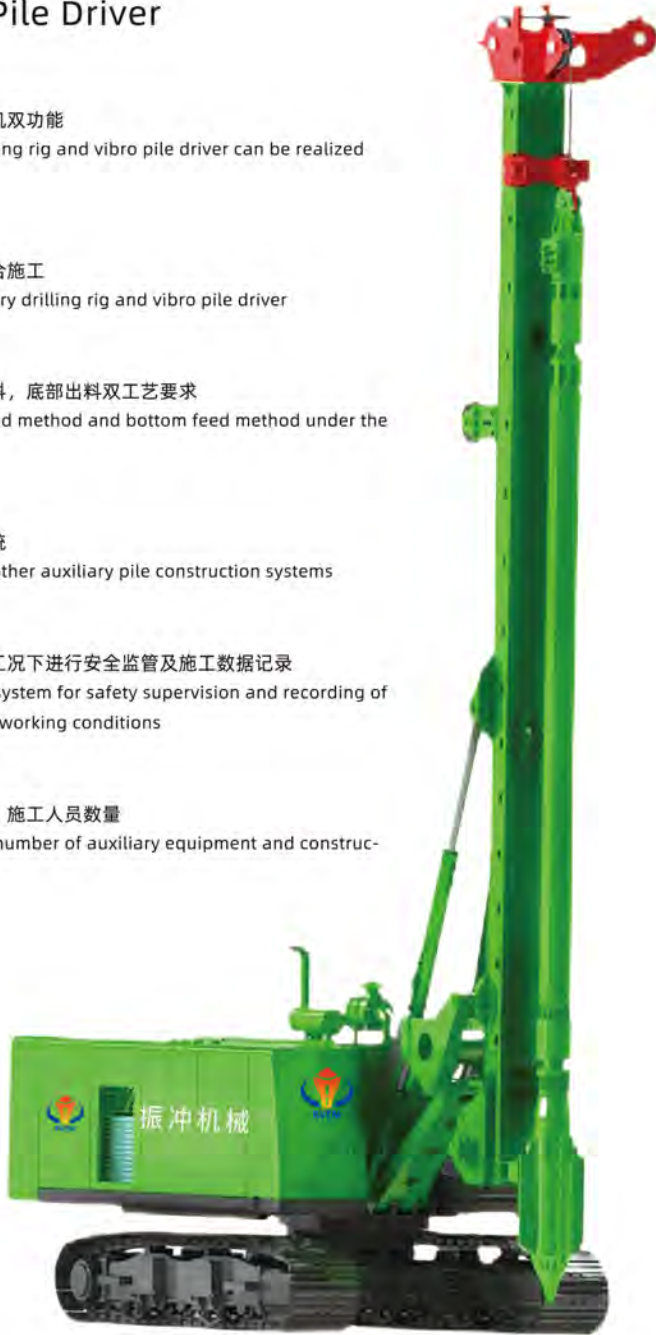 Pile Driver
机双功能
ng rig and vibro pile driver can be realized
合施工
ry drilling rig and vibro pile driver
料，底部出料双工艺要求
d method and bottom feed method under the
统
ther auxiliary pile construction systems
工况下进行安全监管及施工数据记录
system for safety supervision and recording of
working conditions
施工人员数量
number of auxiliary equipment and construc-
振冲机械